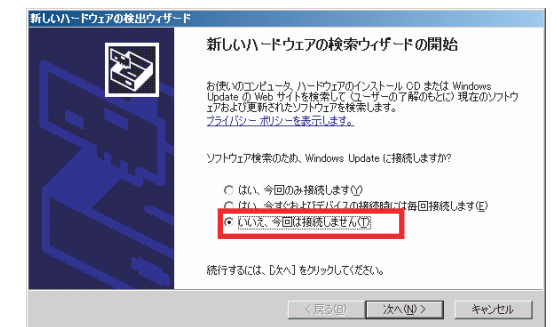 新しいハードウェアの検出ウィザード
新しいハードウェアの検索ウィザードの開始
お使いのコンピュータ、ハードウェアのインストール CD または Windows
Update の Web サイトを検索して (ユーザーの了解のもとに) 現在のソフトウ
ェアおよび更新されたソフトウェアを検索します。
プライバシー ポリシーを表示します。
ソフトウェア検索のため、Windows Update に接続しますか?
はい、今回のみ接続します(Y)
はい、今すぐおよびデバイスの接続時には毎回接続します(E)
いいえ、今回は接続しません(T)
続行するには、[次へ] をクリックしてください。
< 戻る(B)
次へ(N) >
キャンセル